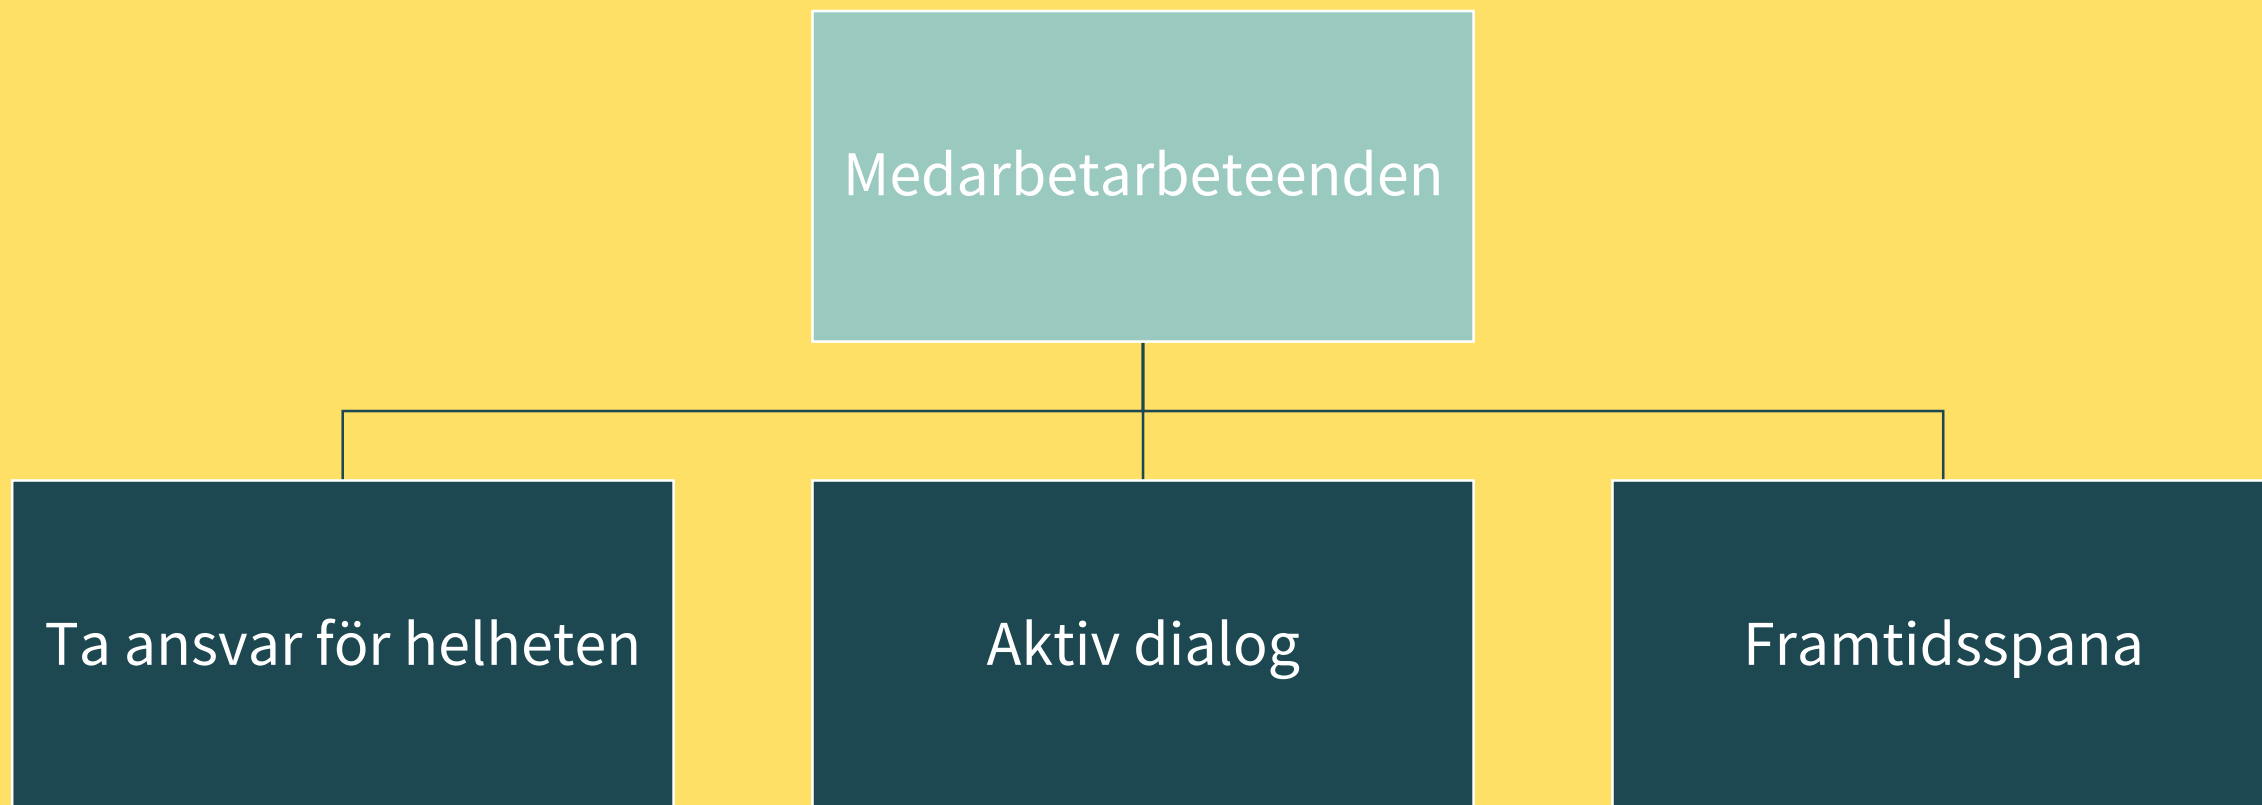 Medarbetarbeteenden
Ta ansvar för helheten
Aktiv dialog
Framtidsspana